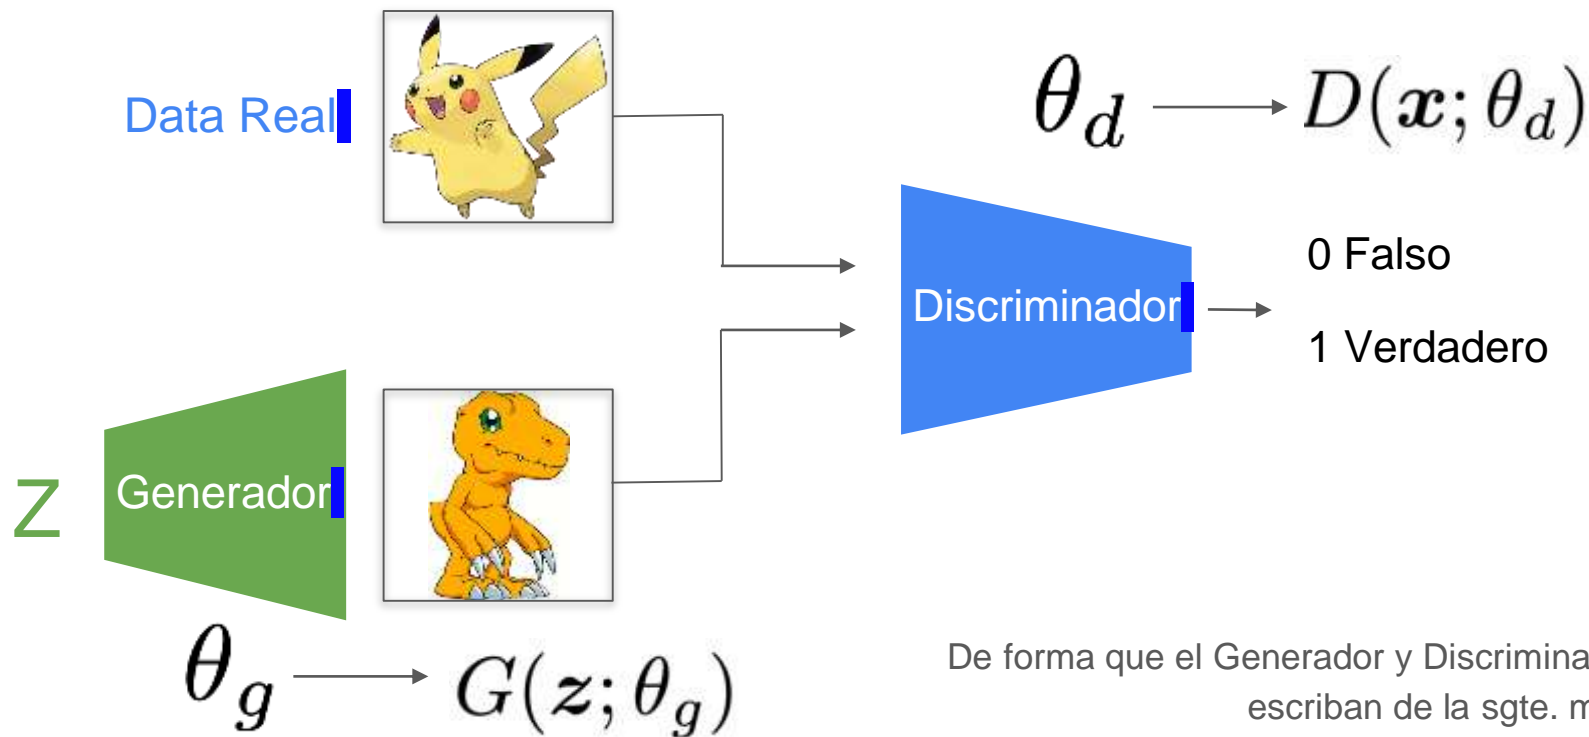 Data Real
θ_d → D(x; θ_d)
Discriminador
0 Falso
1 Verdadero
Z
Generador
θ_g → G(z; θ_g)
De forma que el Generador y
escriban de la sgte.